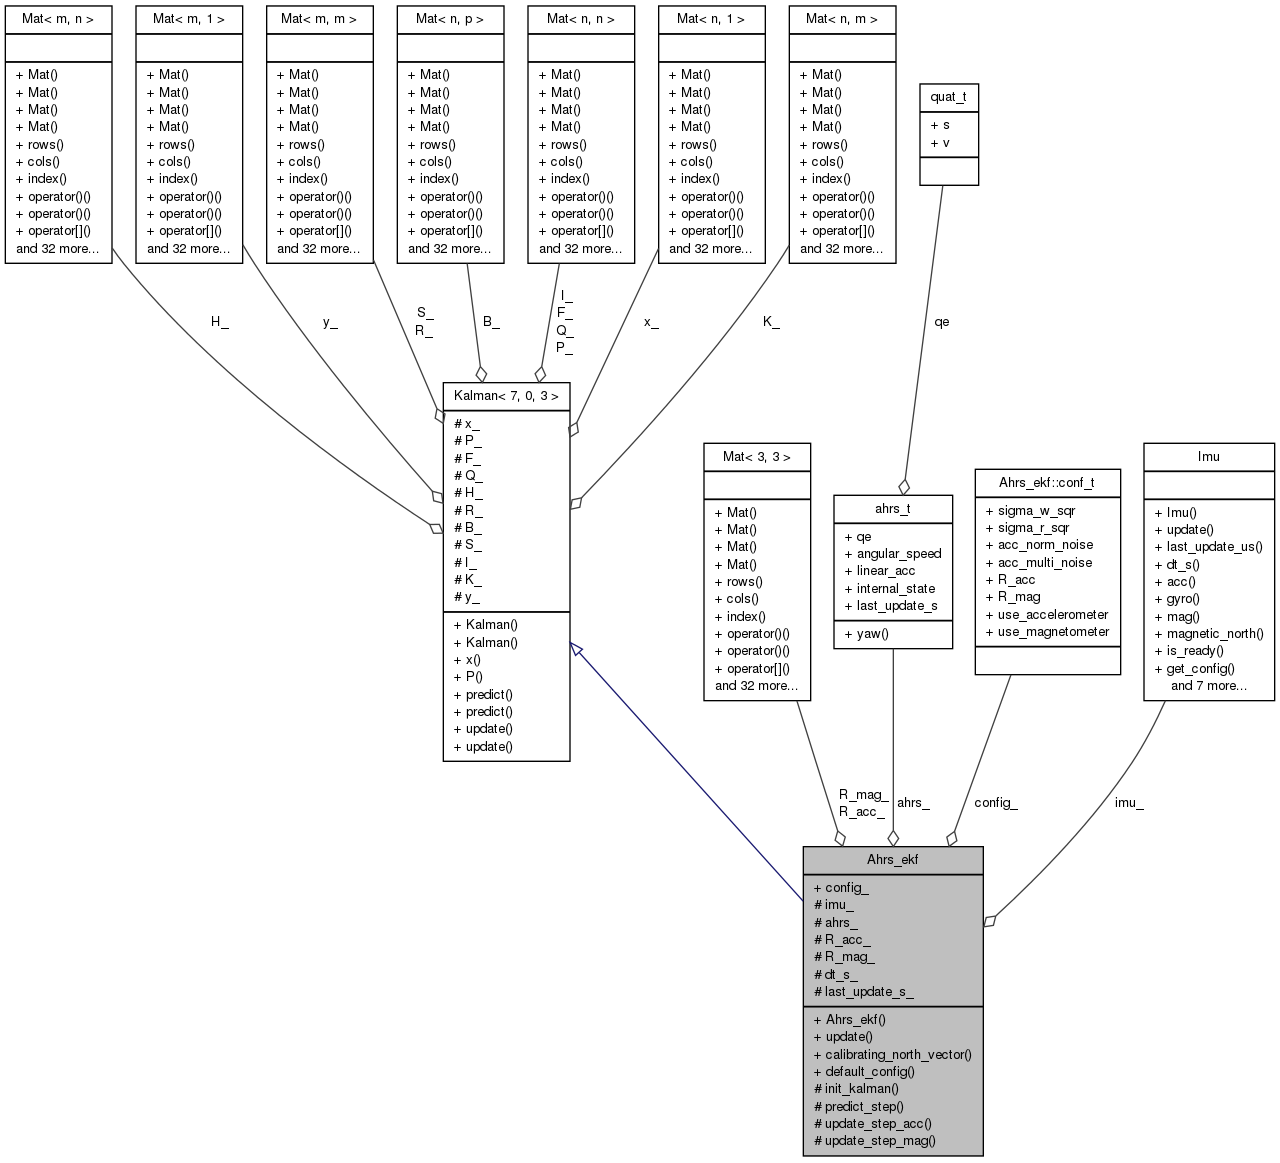 Mat< m, n >
+ Mat()
+ Mat()
+ Mat()
+ Mat()
+ rows()
+ cols()
+ index()
+ operator()()
+ operator()()
+ operator[]()
and 32 more...
Mat< m, 1 >
+ Mat()
+ Mat()
+ Mat()
+ Mat()
+ rows()
+ cols()
+ index()
+ operator()()
+ operator()()
+ operator[]()
and 32 more...
Mat< m, m >
+ Mat()
+ Mat()
+ Mat()
+ Mat()
+ rows()
+ cols()
+ index()
+ operator()()
+ operator()()
+ operator[]()
and 32 more...
Mat< n, p >
+ Mat()
+ Mat()
+ Mat()
+ Mat()
+ rows()
+ cols()
+ index()
+ operator()()
+ operator()()
+ operator[]()
and 32 more...
Mat< n, n >
+ Mat()
+ Mat()
+ Mat()
+ Mat()
+ rows()
+ cols()
+ index()
+ operator()()
+ operator()()
+ operator[]()
and 32 more...
Mat< n, 1 >
+ Mat()
+ Mat()
+ Mat()
+ Mat()
+ rows()
+ cols()
+ index()
+ operator()()
+ operator()()
+ operator[]()
and 32 more...
Mat< n, m >
+ Mat()
+ Mat()
+ Mat()
+ Mat()
+ rows()
+ cols()
+ index()
+ operator()()
+ operator()()
+ operator[]()
and 32 more...
quat_t
+ s
+ v
H_
y_
S_
R_
B_
I_
F_
Q_
P_
x_
K_
qe
Kalman< 7, 0, 3 >
# x_
# P_
# F_
# Q_
# H_
# R_
# B_
# S_
# I_
# K_
# y_
+ Kalman()
+ Kalman()
+ x()
+ P()
+ predict()
+ predict()
+ update()
+ update()
Mat< 3, 3 >
+ Mat()
+ Mat()
+ Mat()
+ Mat()
+ rows()
+ cols()
+ index()
+ operator()()
+ operator()()
+ operator[]()
and 32 more...
ahrs_t
+ qe
+ angular_speed
+ linear_acc
+ internal_state
+ last_update_s
+ yaw()
Ahrs_ekf::conf_t
+ sigma_w_sqr
+ sigma_r_sqr
+ acc_norm_noise
+ acc_multi_noise
+ R_acc
+ R_mag
+ use_accelerometer
+ use_magnetometer
Imu
+ Imu()
+ update()
+ last_update_us()
+ dt_s()
+ acc()
+ gyro()
+ mag()
+ magnetic_north()
+ is_ready()
+ get_config()
and 7 more...
R_mag_
R_acc_
ahrs_
config_
imu_
Ahrs_ekf
+ config_
# imu_
# ahrs_
# R_acc_
# R_mag_
# dt_s_
# last_update_s_
+ Ahrs_ekf()
+ update()
+ calibrating_north_vector()
+ default_config()
# init_kalman()
# predict_step()
# update_step_acc()
# update_step_mag()